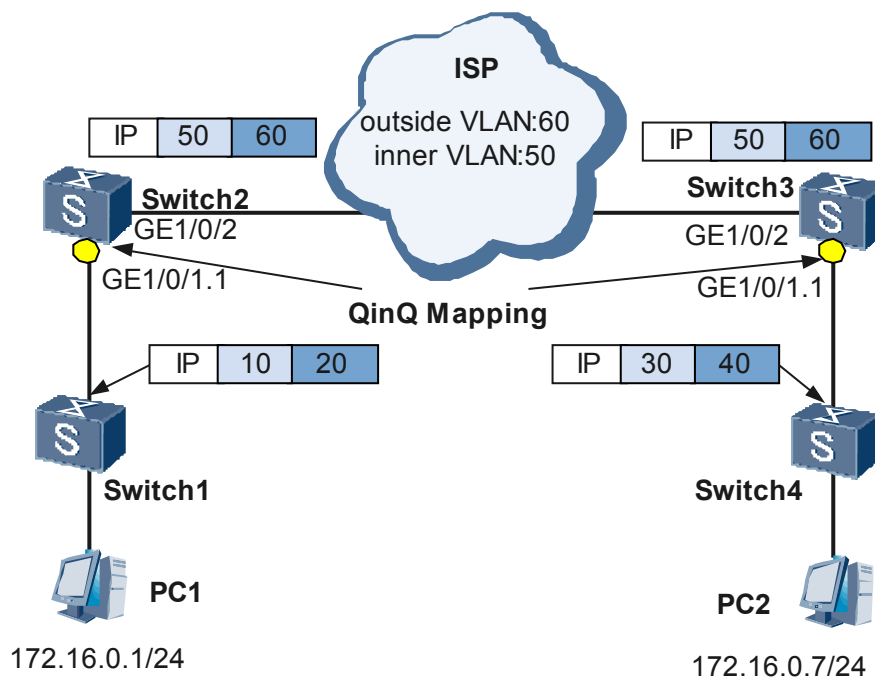 ISP
outside VLAN:60
inner VLAN:50
IP 50 60
IP 50 60
Switch2
Switch3
S
S
GE1/0/2
GE1/0/2
GE1/0/1.1
GE1/0/1.1
QinQ Mapping
IP 10 20
IP 30 40
S
S
Switch1
Switch4
PC1
PC2
172.16.0.1/24
172.16.0.7/24